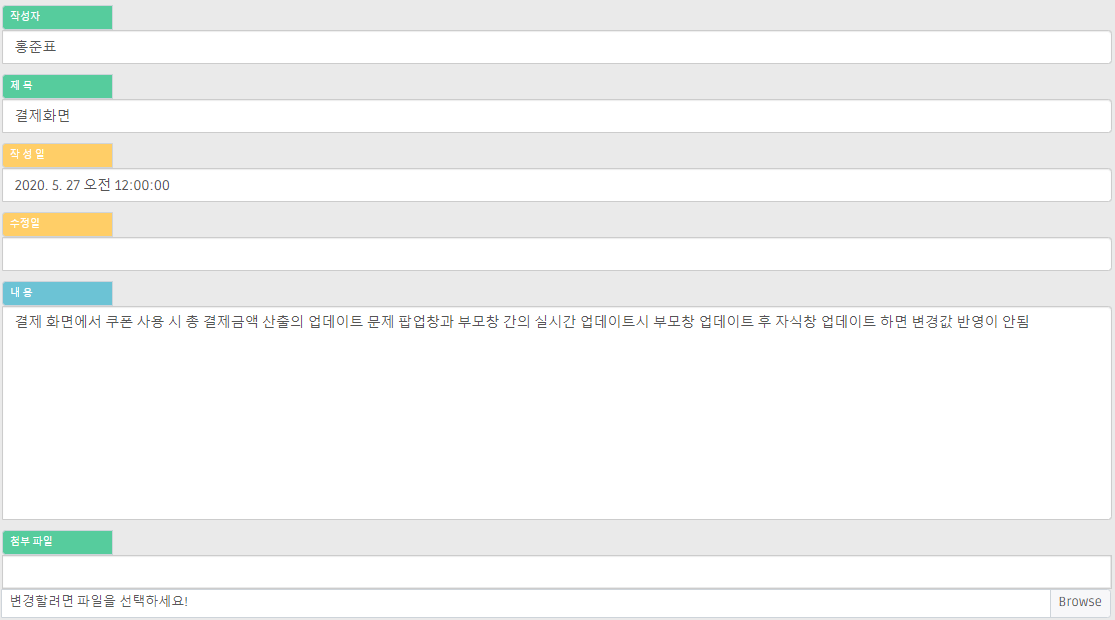 작성자
홍준표
제 목
결제화면
작 성 일
2020. 5. 27 오전 12:00:00
수정일
내 용
결제 화면에서 쿠폰 사용 시 총 결제금액 산출의 업데이트 문제 팝업창과 부모창 간의 실시간 업데이트시 부모창 업데이트 후 자식창 업데이트 하면 변경값 반영이 안됨
첨부 파일
변경할려면 파일을 선택하세요!
Browse